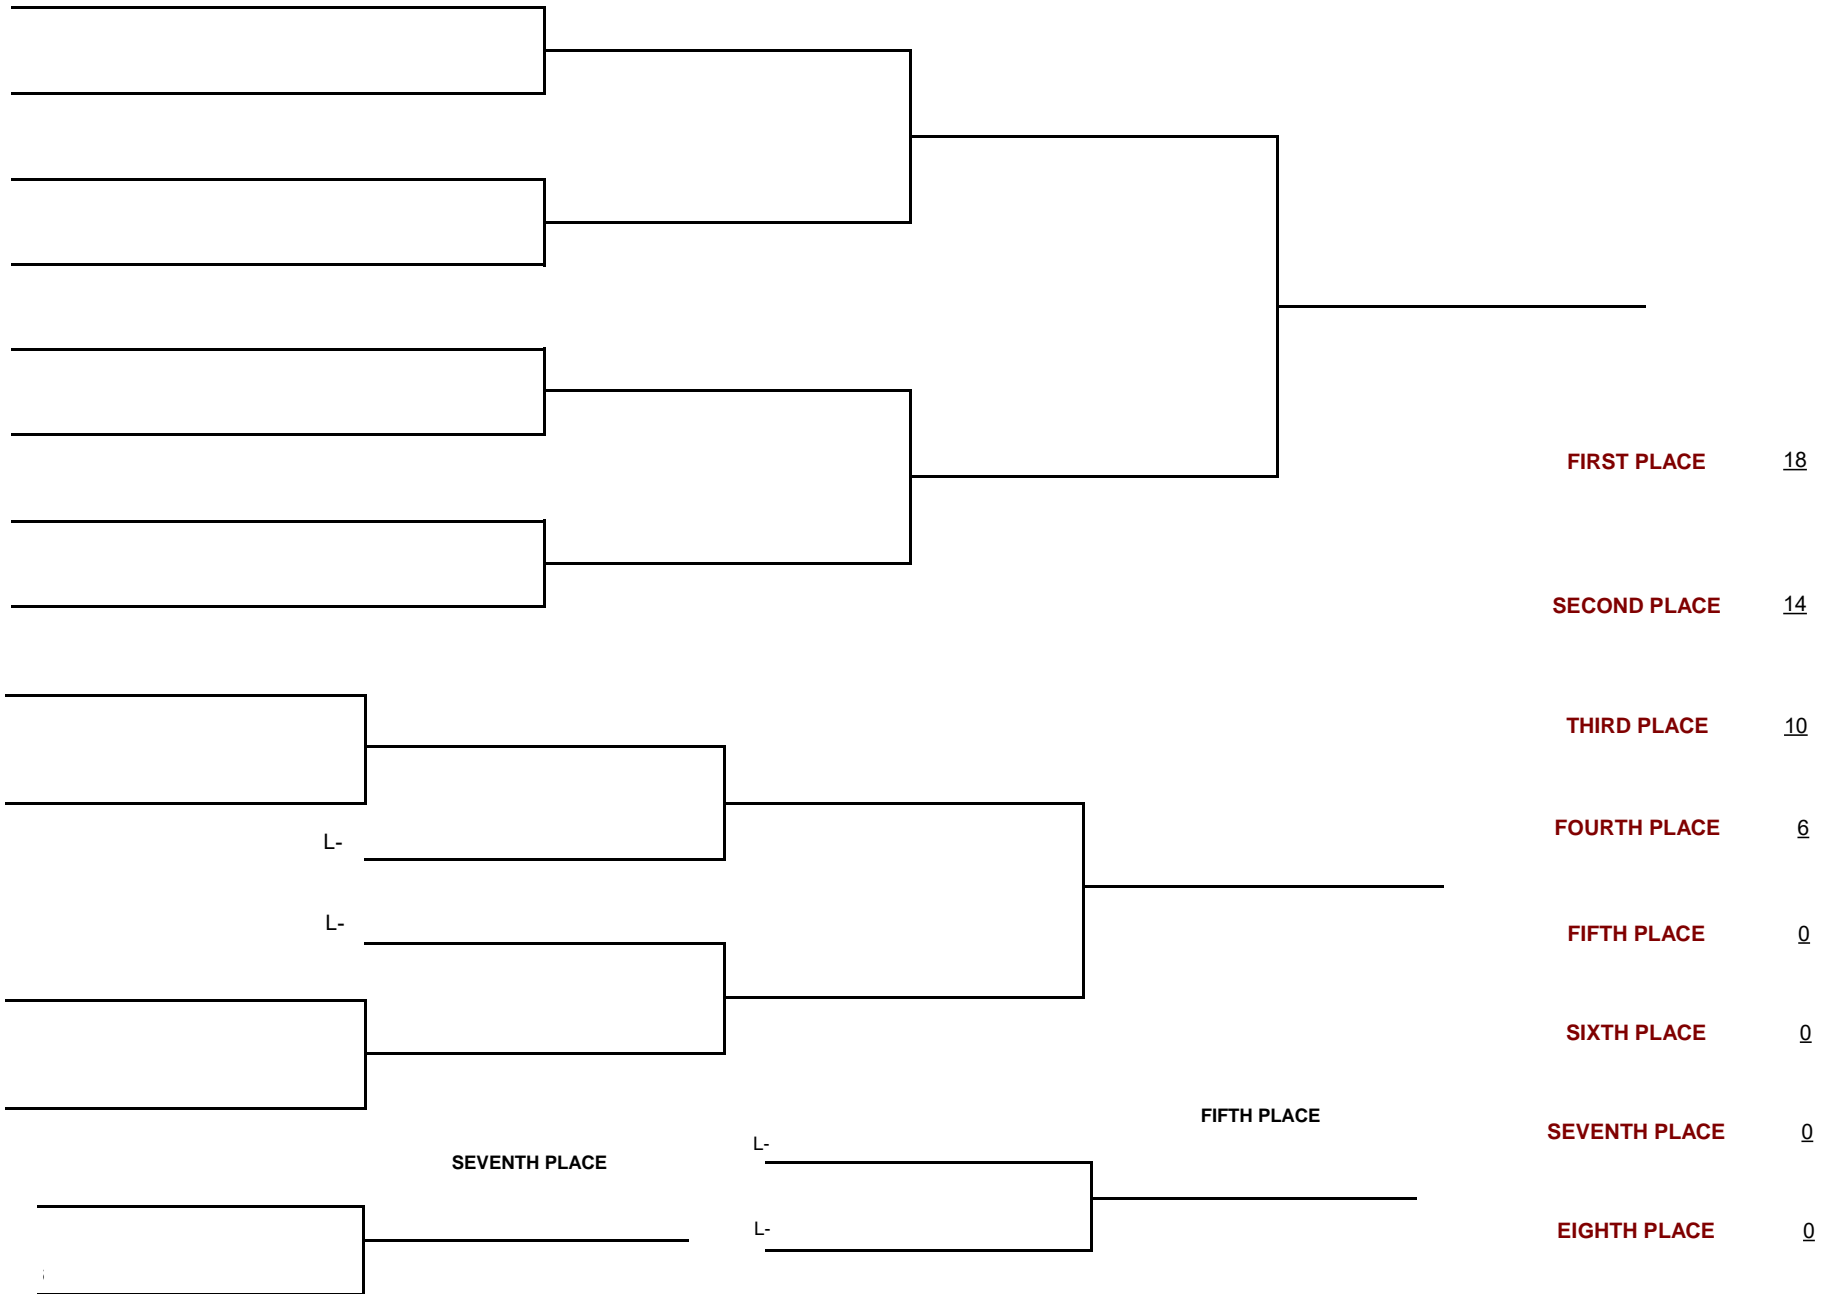 FIRST PLACE 18
SECOND PLACE 14
THIRD PLACE 10
L-
FOURTH PLACE 6
L-
FIFTH PLACE 0
SIXTH PLACE 0
FIFTH PLACE
SEVENTH PLACE 0
L-
SEVENTH PLACE
L-
EIGHTH PLACE 0